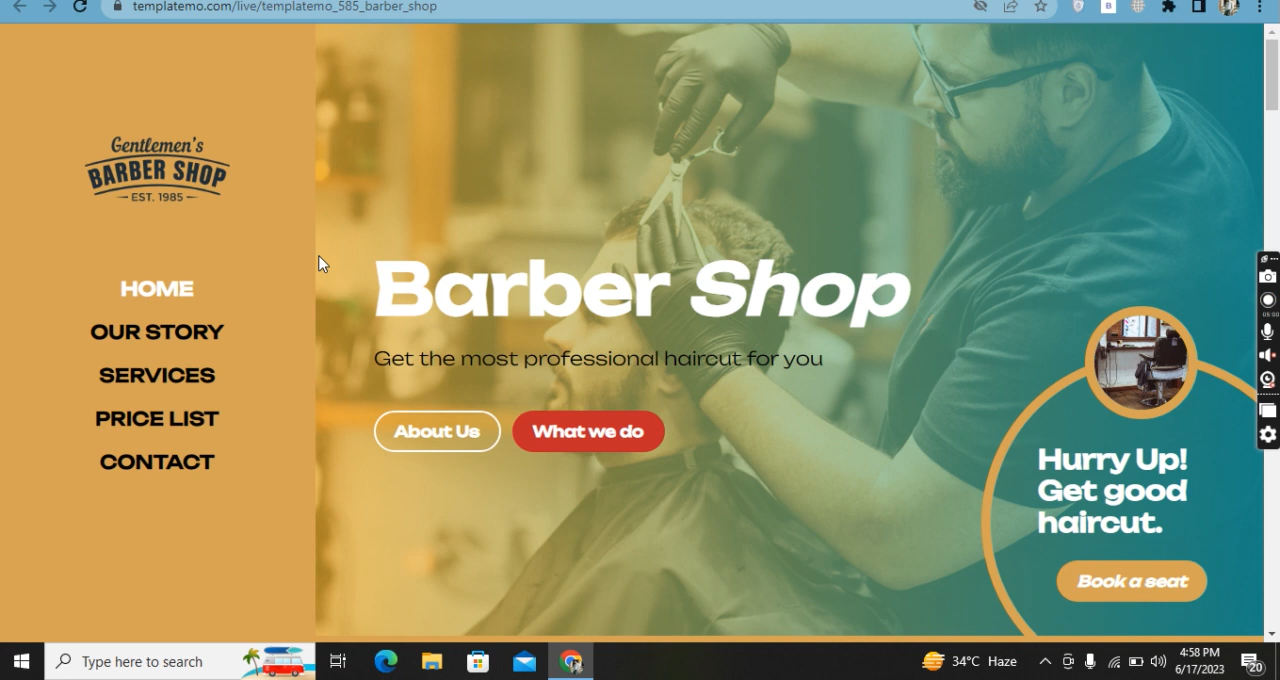 templatemo.com/live/templatemo_585_barber_shop
Gentlemen's
BARBER SHOP
EST. 1985
HOME
OUR STORY
SERVICES
PRICE LIST
CONTACT
Barber Shop
Get the most professional haircut for you
About Us
What we do
Hurry Up!
Get good
haircut.
Book a seat
05:00
Type here to search
34°C Haze
4:58 PM
6/17/2023
20